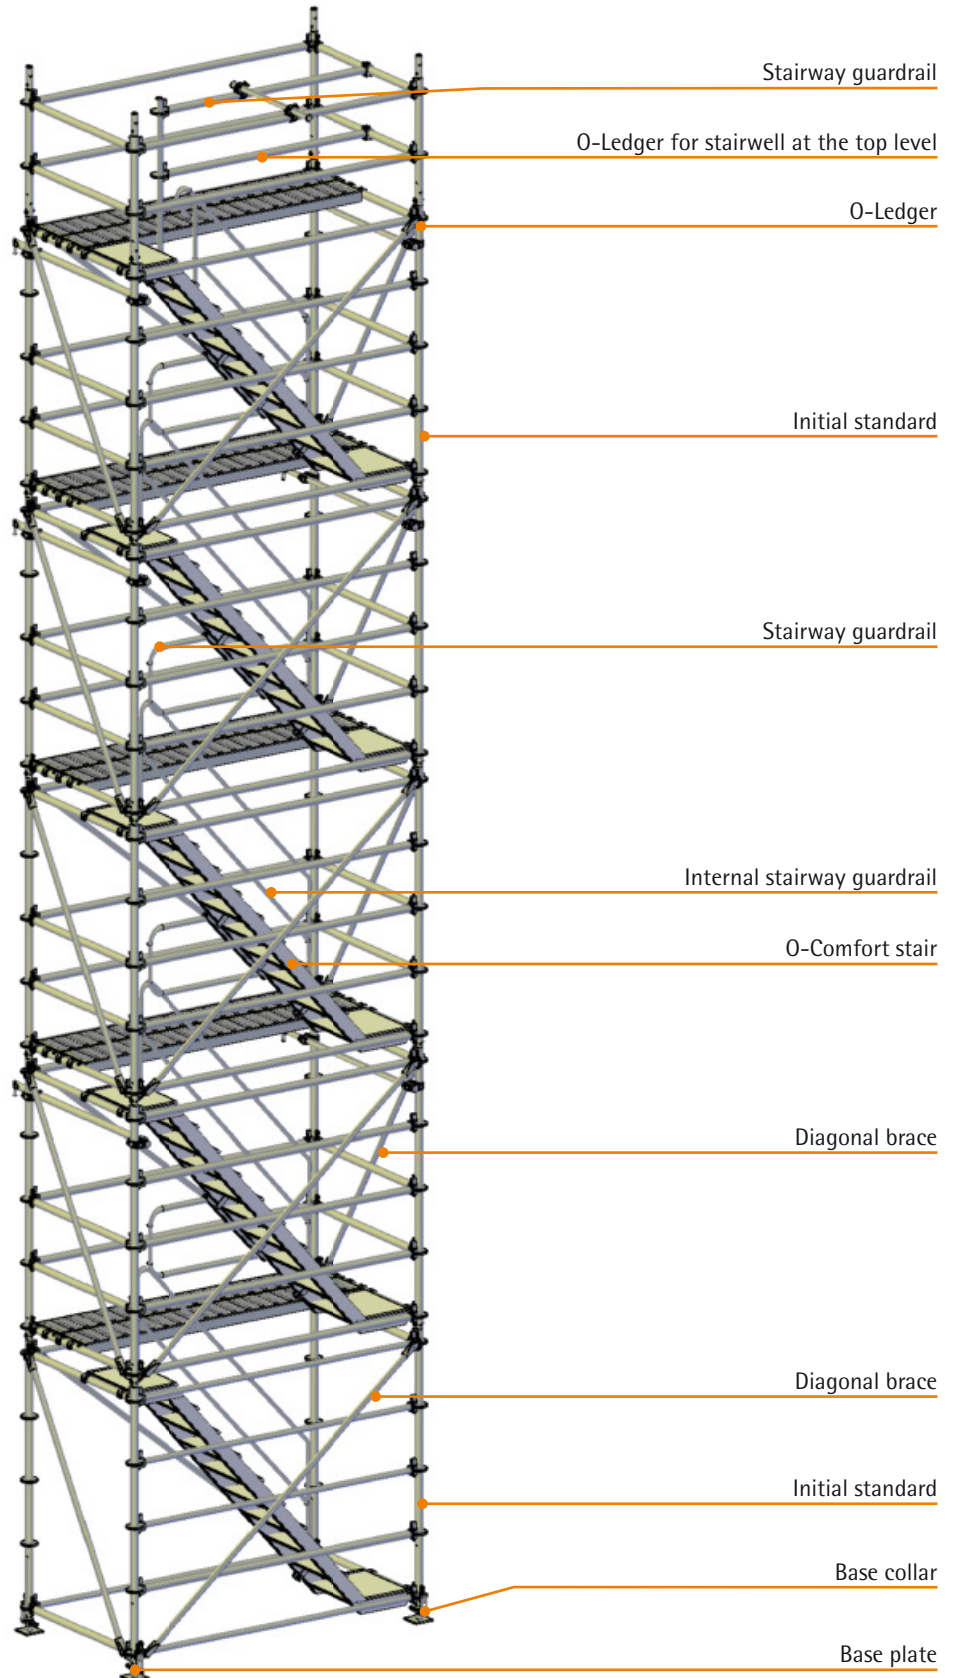 Stairway guardrail
O-Ledger for stairwell at the top level
O-Ledger
Initial standard
Stairway guardrail
Internal stairway guardrail
O-Comfort stair
Diagonal brace
Diagonal brace
Initial standard
Base collar
Base plate